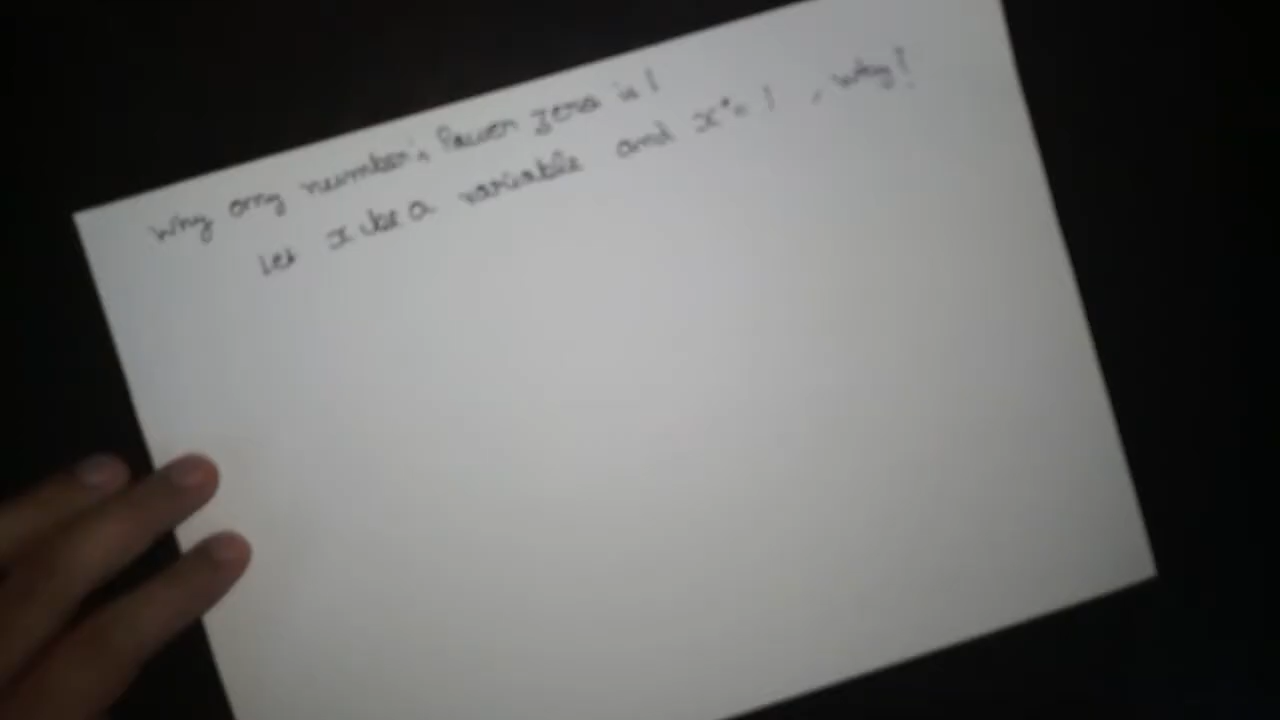 Why any number's Power zero is 1
Let x be a variable and x⁰ = 1 , why?